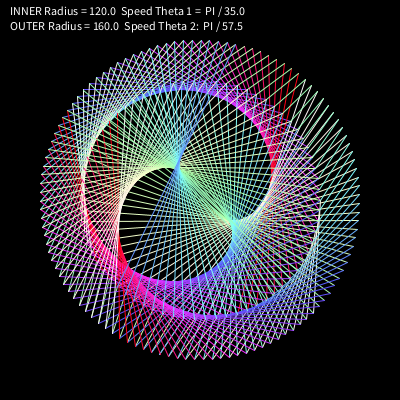 INNER Radius = 120.0  Speed Theta 1 =  PI / 35.0
OUTER Radius = 160.0  Speed Theta 2:  PI / 57.5